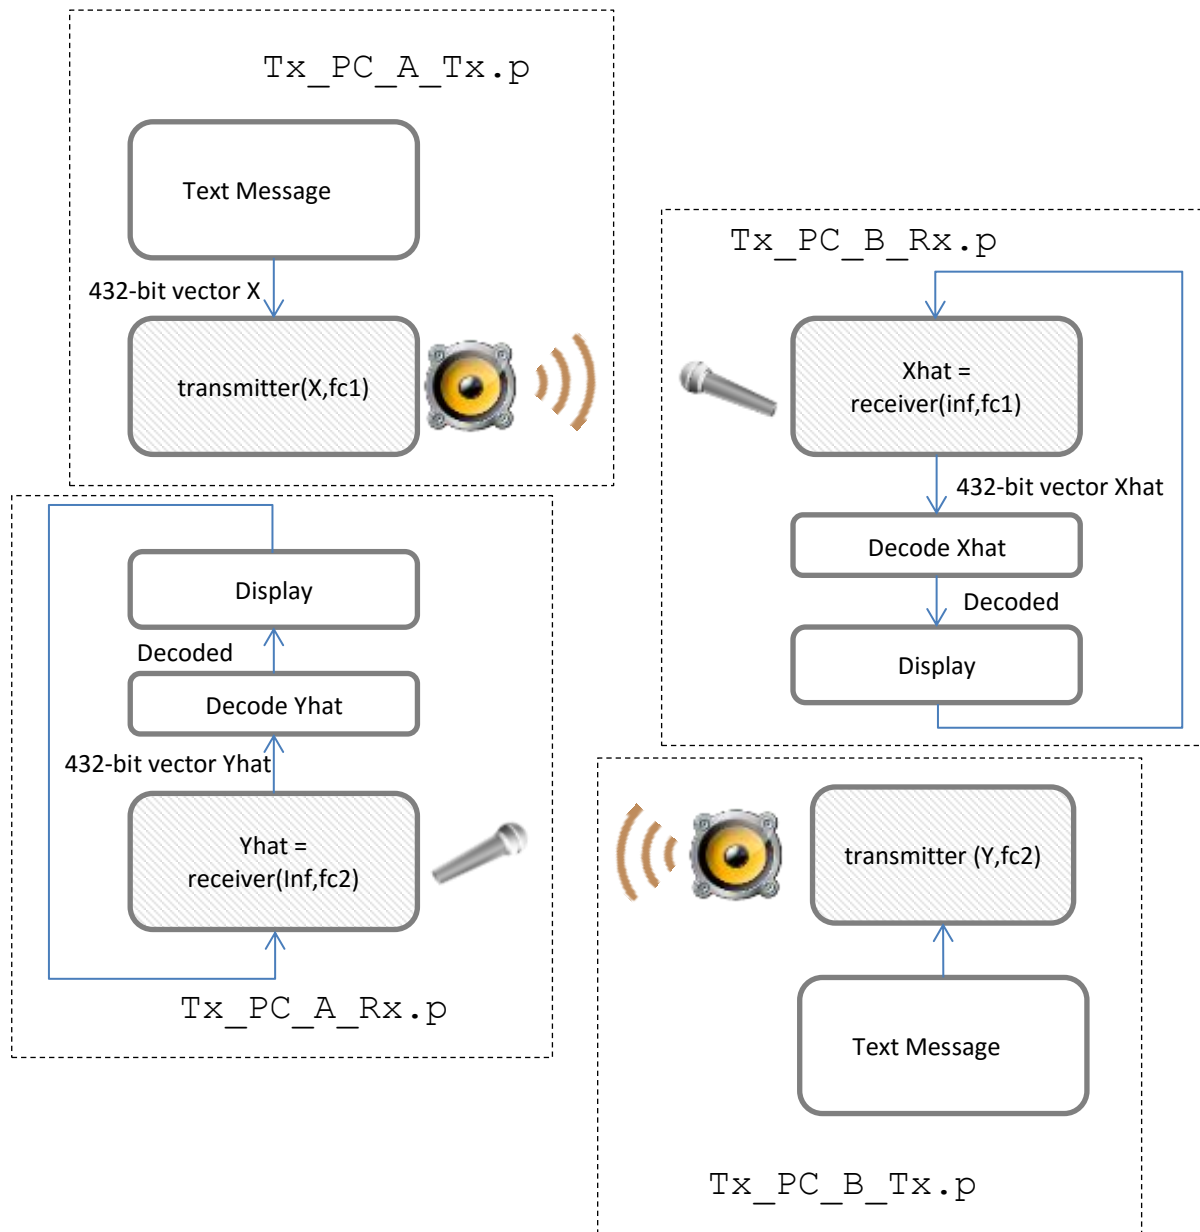 Tx_PC_A_Tx.p
Text Message
432-bit vector X
transmitter(X,fc1)
Tx_PC_B_Rx.p
Xhat =
receiver(inf,fc1)
432-bit vector Xhat
Decode Xhat
Decoded
Display
Display
Decoded
Decode Yhat
432-bit vector Yhat
Yhat =
receiver(Inf,fc2)
Tx_PC_A_Rx.p
transmitter (Y,fc2)
Text Message
Tx_PC_B_Tx.p